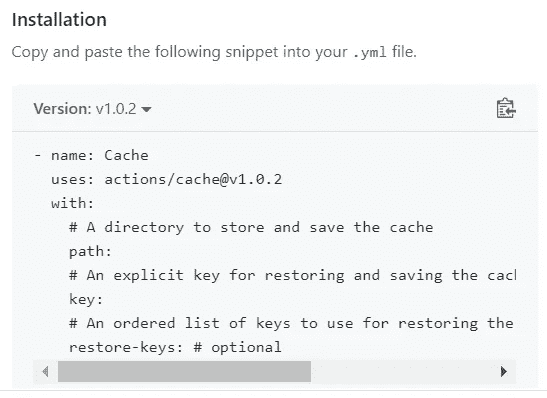 Installation
Copy and paste the following snippet into your .yml file.
Version: v1.0.2
- name: Cache
uses: actions/cache@v1.0.2
with:
# A directory to store and save the cache
path:
# An explicit key for restoring and saving the
key:
# An ordered list of keys to use for restoring the
restore-keys: # optional